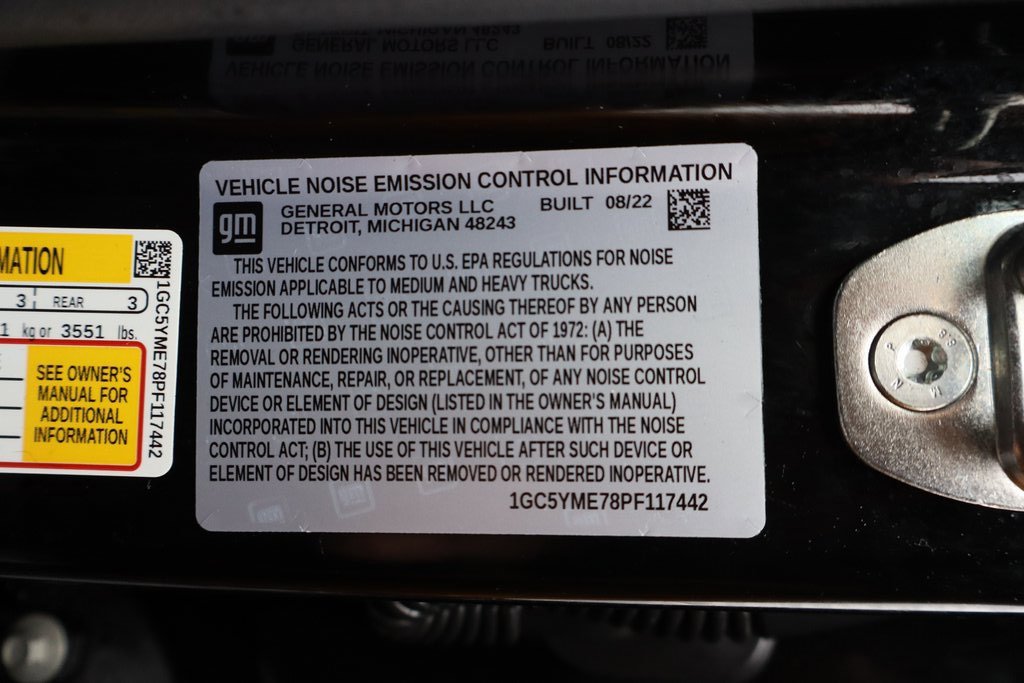 VEHICLE NOISE EMISSION CONTROL INFORMATION
GENERAL MOTORS LLC BUILT 08/22
gm
DETROIT, MICHIGAN 48243
THIS VEHICLE CONFORMS TO U.S. EPA REGULATIONS FOR NOISE
EMISSION APPLICABLE TO MEDIUM AND HEAVY TRUCKS.
THE FOLLOWING ACTS OR THE CAUSING THEREOF BY ANY PERSON
ARE PROHIBITED BY THE NOISE CONTROL ACT OF 1972: (A) THE
REMOVAL OR RENDERING INOPERATIVE, OTHER THAN FOR PURPOSES
OF MAINTENANCE, REPAIR, OR REPLACEMENT, OF ANY NOISE CONTROL
DEVICE OR ELEMENT OF DESIGN (LISTED IN THE OWNER'S MANUAL)
INCORPORATED INTO THIS VEHICLE IN COMPLIANCE WITH THE NOISE
CONTROL ACT; (B) THE USE OF THIS VEHICLE AFTER SUCH DEVICE OR
ELEMENT OF DESIGN HAS BEEN REMOVED OR RENDERED INOPERATIVE.
1GC5YME78PF117442
MATION
3 REAR 3
1 kg or 3551 lbs.
SEE OWNER'S
MANUAL FOR
ADDITIONAL
INFORMATION
1GC5YME78PF117442